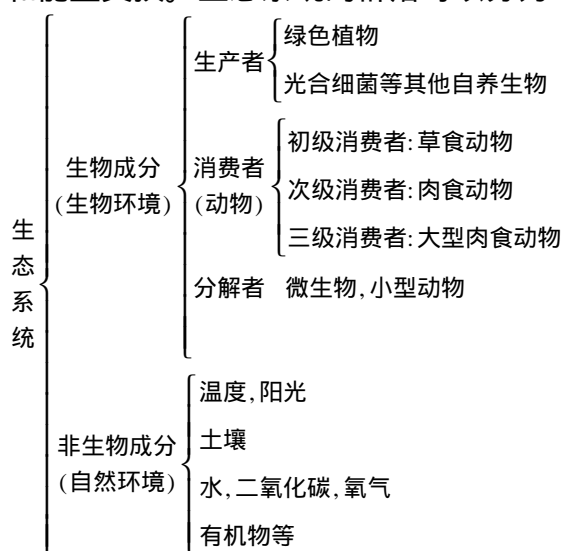 生产者
绿色植物
光合细菌等其他自养生物
生物成分
(生物环境)
消费者
(动物)
初级消费者:草食动物
次级消费者:肉食动物
三级消费者:大型肉食动物
分解者 微生物,小型动物
生态系统
非生物成分
(自然环境)
温度,阳光
土壤
水,二氧化碳,氧气
有机物等